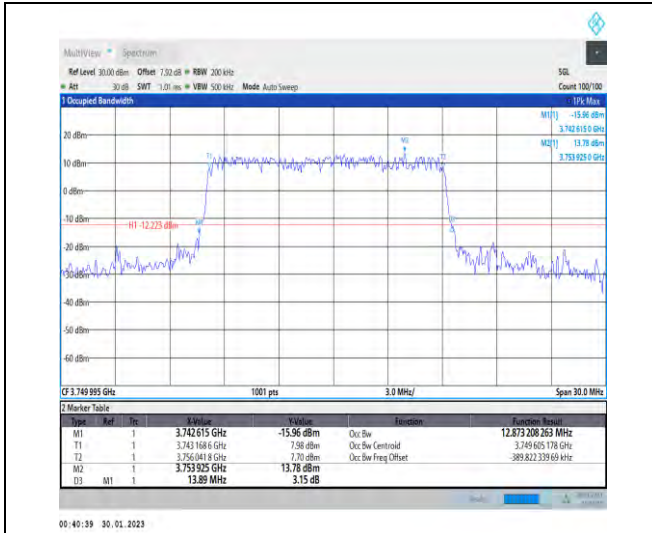 MultiView Spectrum
Ref Level 30.00 dBm Offset 7.92 dB RBW 200 kHz SGL
Att 30 dB SWT 1.01 ms VBW 500 kHz Mode Auto Sweep Count 100/100
1 Occupied Bandwidth 1Pk Max
M1[1] -15.96 dBm
3.742 615 0 GHz
M2[1] 13.78 dBm
3.753 925 0 GHz
20 dBm
M2
T1
T2
10 dBm
0 dBm
-10 dBm
H1 -12.223 dBm
-20 dBm
-30 dBm
-40 dBm
-50 dBm
-60 dBm
CF 3.749 995 GHz 1001 pts 3.0 MHz/ Span 30.0 MHz
2 Marker Table
Type Ref Trc X-Value Y-Value Function Function Result
M1 1 3.742 615 GHz -15.96 dBm Occ Bw 12.873 208 263 MHz
T1 1 3.743 168 6 GHz 7.98 dBm Occ Bw Centroid 3.749 605 178 GHz
T2 1 3.756 041 8 GHz 7.70 dBm Occ Bw Freq Offset -389.822 339 69 kHz
M2 1 3.753 925 GHz 13.78 dBm
D3 M1 1 13.89 MHz 3.15 dB
00:40:39 30.01.2023